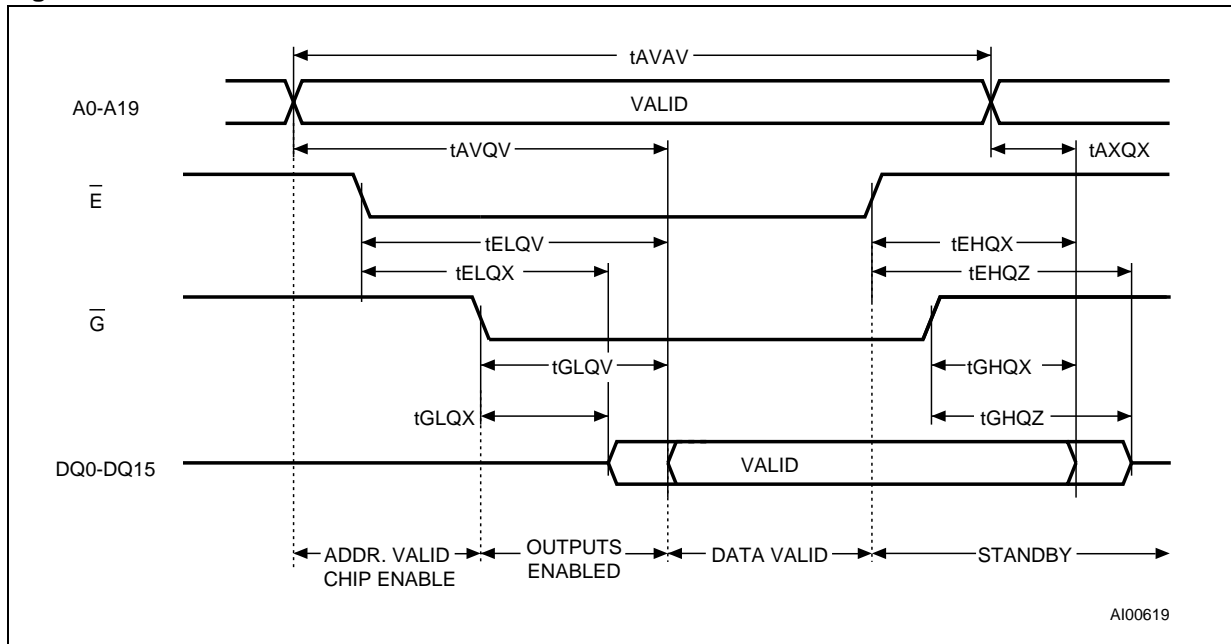 tAVAV
A0-A19
VALID
tAVQV
tAXQX
E
tELQV
tEHQX
tELQX
tEHQZ
G
tGLQV
tGHQX
tGLQX
tGHQZ
DQ0-DQ15
VALID
ADDR. VALID
CHIP ENABLE
OUTPUTS
ENABLED
DATA VALID
STANDBY
AI00619